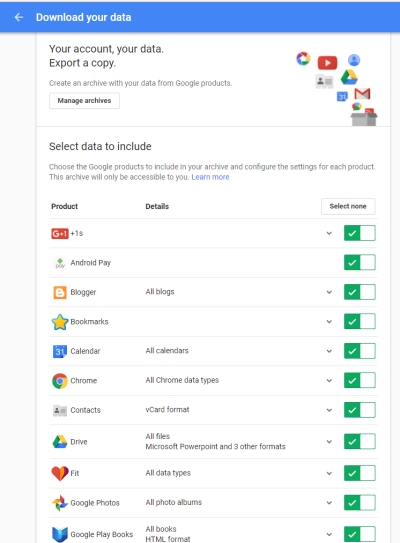 Download your data
Your account, your data.
Export a copy.
Create an archive with your data from Google products.
Manage archives
31
Select data to include
Choose the Google products to include in your archive and configure the settings for each product.
This archive will only be accessible to you. Learn more
Product Details Select none
G+1 +1s
pay Android Pay
Blogger All blogs
Bookmarks
31 Calendar All calendars
Chrome All Chrome data types
Contacts vCard format
Drive All files
Microsoft Powerpoint and 3 other formats
Fit All data types
Google Photos All photo albums
Google Play Books All books
HTML format